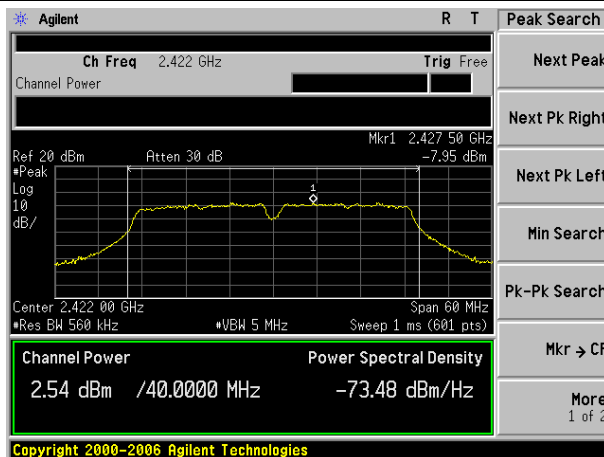 Agilent R T
Peak Search
Ch Freq 2.422 GHz Trig Free
Channel Power
Mkr1 2.427 50 GHz
Ref 20 dBm Atten 30 dB -7.95 dBm
#Peak
Log
10
dB/
1
Center 2.422 00 GHz Span 60 MHz
#Res BW 560 kHz #VBW 5 MHz Sweep 1 ms (601 pts)
Channel Power Power Spectral Density
2.54 dBm /40.0000 MHz -73.48 dBm/Hz
Copyright 2000-2006 Agilent Technologies
Next Peak
Next Pk Right
Next Pk Left
Min Search
Pk-Pk Search
Mkr → CF
More
1 of 2